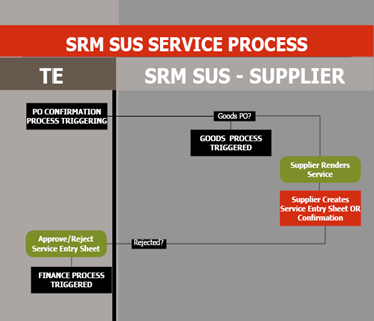 SRM SUS SERVICE PROCESS
TE
SRM SUS - SUPPLIER
PO CONFIRMATION
PROCESS TRIGGERING
Goods PO?
GOODS PROCESS
TRIGGERED
Supplier Renders
Service
Supplier Creates
Service Entry Sheet OR
Confirmation
Approve/Reject
Service Entry Sheet
Rejected?
FINANCE PROCESS
TRIGGERED